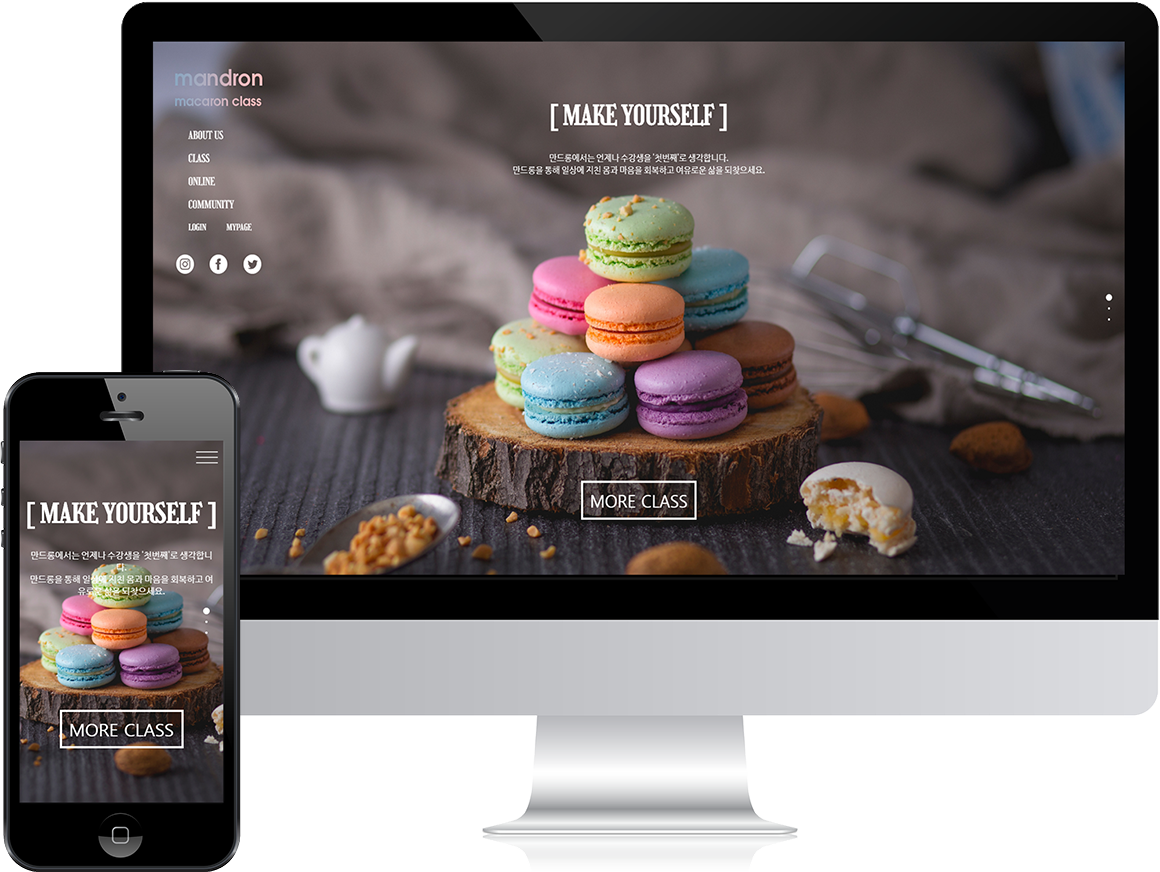 mandron
macaron class
ABOUT US
CLASS
ONLINE
COMMUNITY
LOGIN MYPAGE
[ MAKE YOURSELF ]
만드롱에서는 언제나 수강생을 '첫번째'로 생각합니다.
만드롱을 통해 일상에 지친 몸과 마음을 회복하고 여유로운 삶을 되찾으세요.
MORE CLASS
[ MAKE YOURSELF ]
만드롱에서는 언제나 수강생을 '첫번째'로 생각합니
다.
만드롱을 통해 일상에 지친 몸과 마음을 회복하고 여
유로운 삶을 되찾으세요.
MORE CLASS